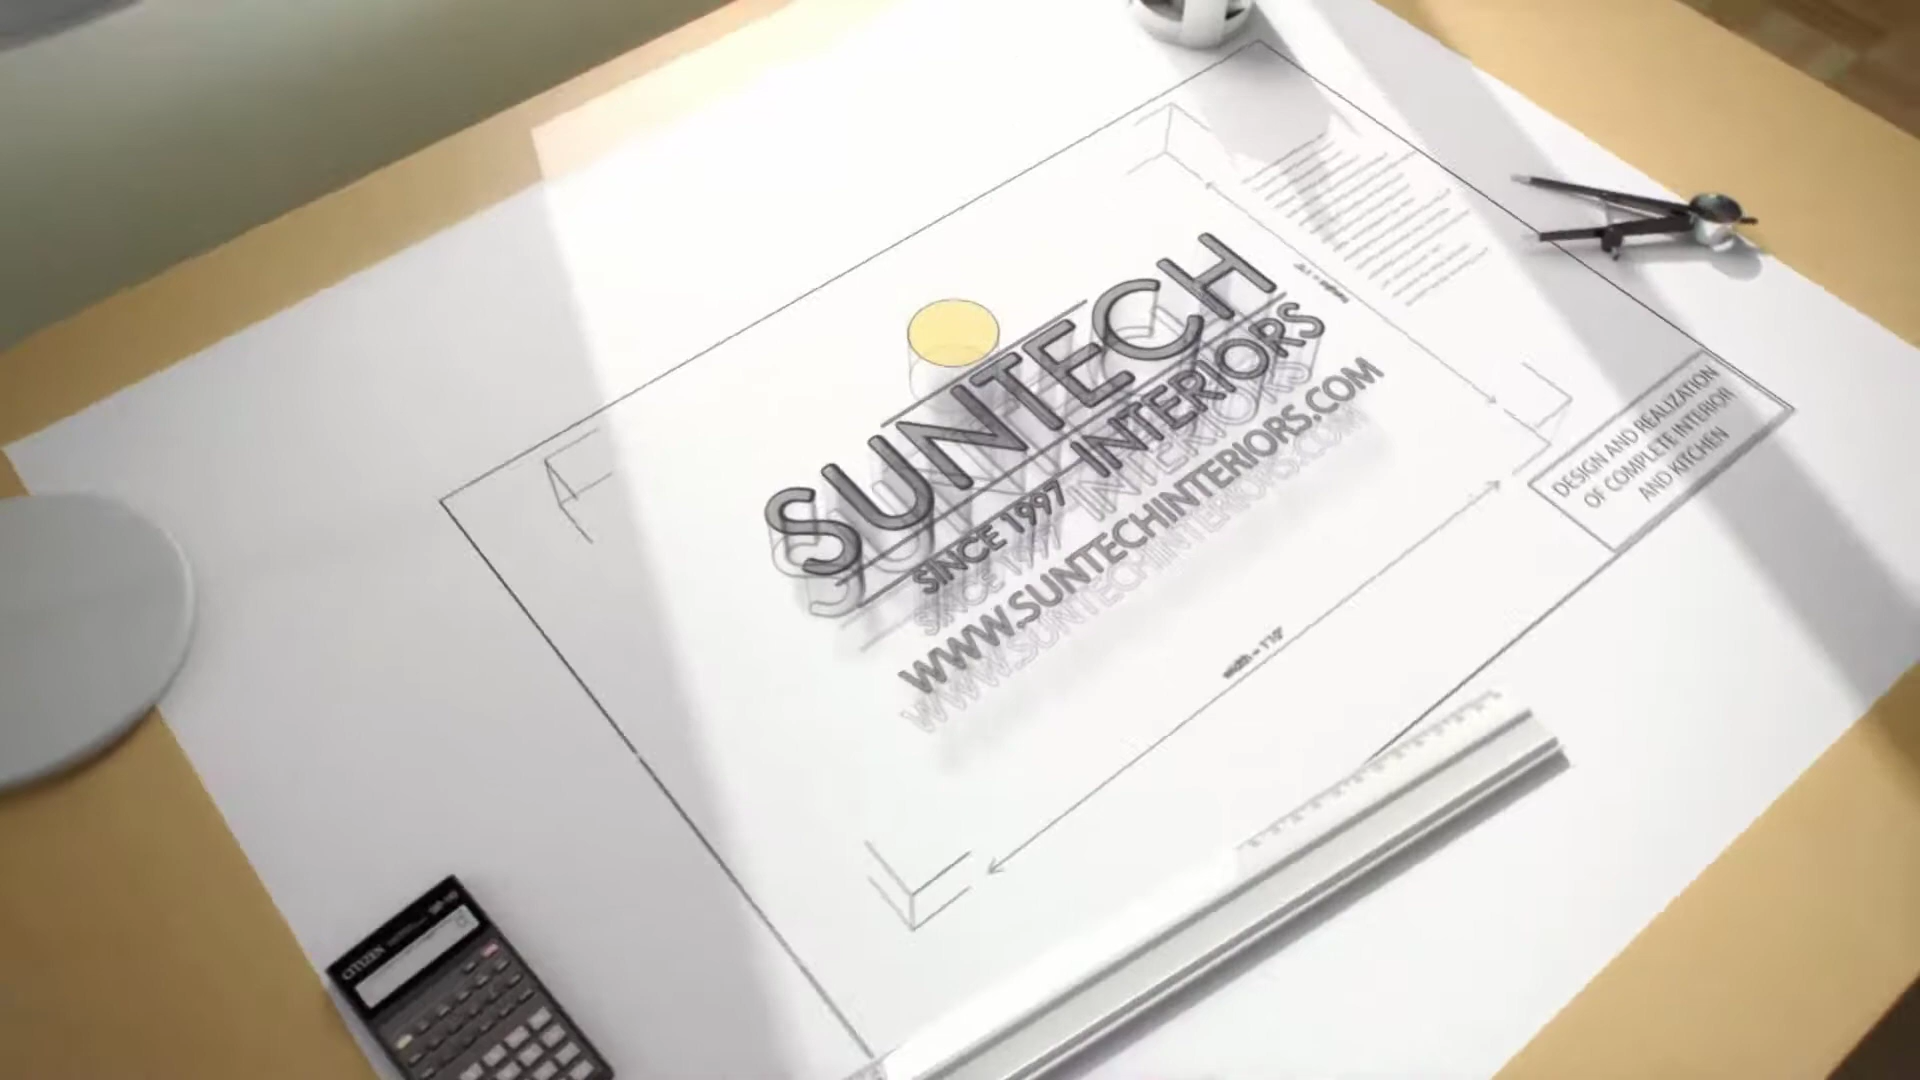 SUNTECH
INTERIORS
SINCE 1997
WWW.SUNTECHINTERIORS.COM
DESIGN AND REALIZATION
OF COMPLETE INTERIOR
AND KITCHEN
CITIZEN